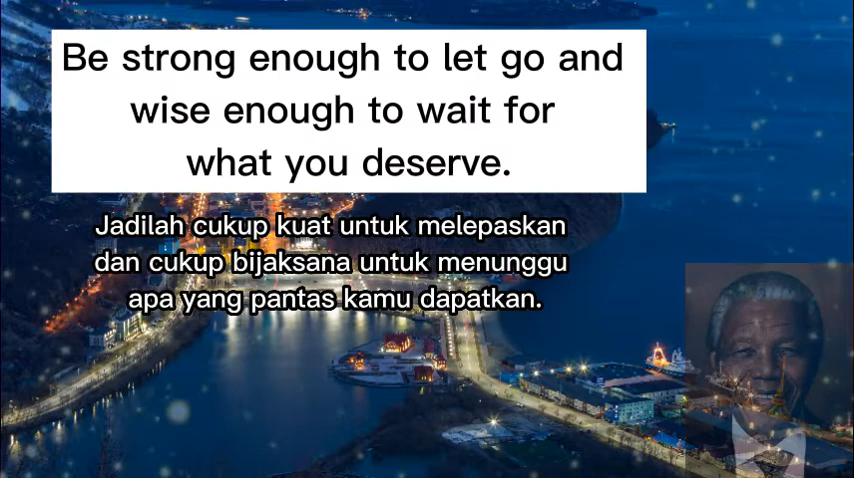 Be strong enough to let go and
wise enough to wait for
what you deserve.
Jadilah cukup kuat untuk melepaskan
dan cukup bijaksana untuk menunggu
apa yang pantas kamu dapatkan.